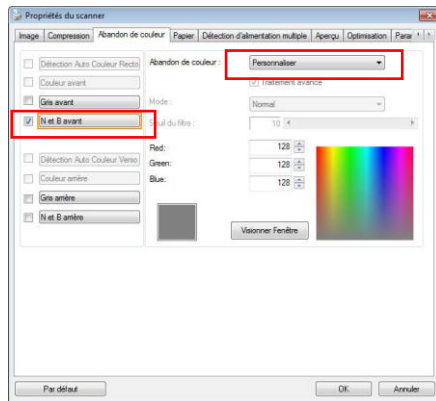 Propriétés du scanner
Image Compression Abandon de couleur Papier Détection d'alimentation multiple Aperçu Optimisation Para
Détection Auto Couleur Recto
Abandon de couleur :
Personnaliser
Couleur avant
Traitement avancé
Gris avant
Mode :
Normal
N et B avant
Seuil du filtre :
10
Détection Auto Couleur Verso
Red:
128
Couleur arrière
Green:
128
Gris arrière
Blue:
128
N et B arrière
Visionner Fenêtre
Par défaut
OK
Annuler